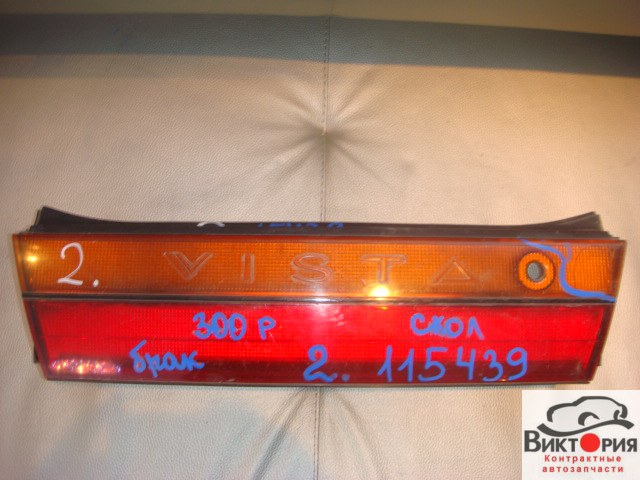 2.
VISTA
300 Р скол
брак 2. 115439
ВИКТОРИЯ
Контрактные
автозапчасти